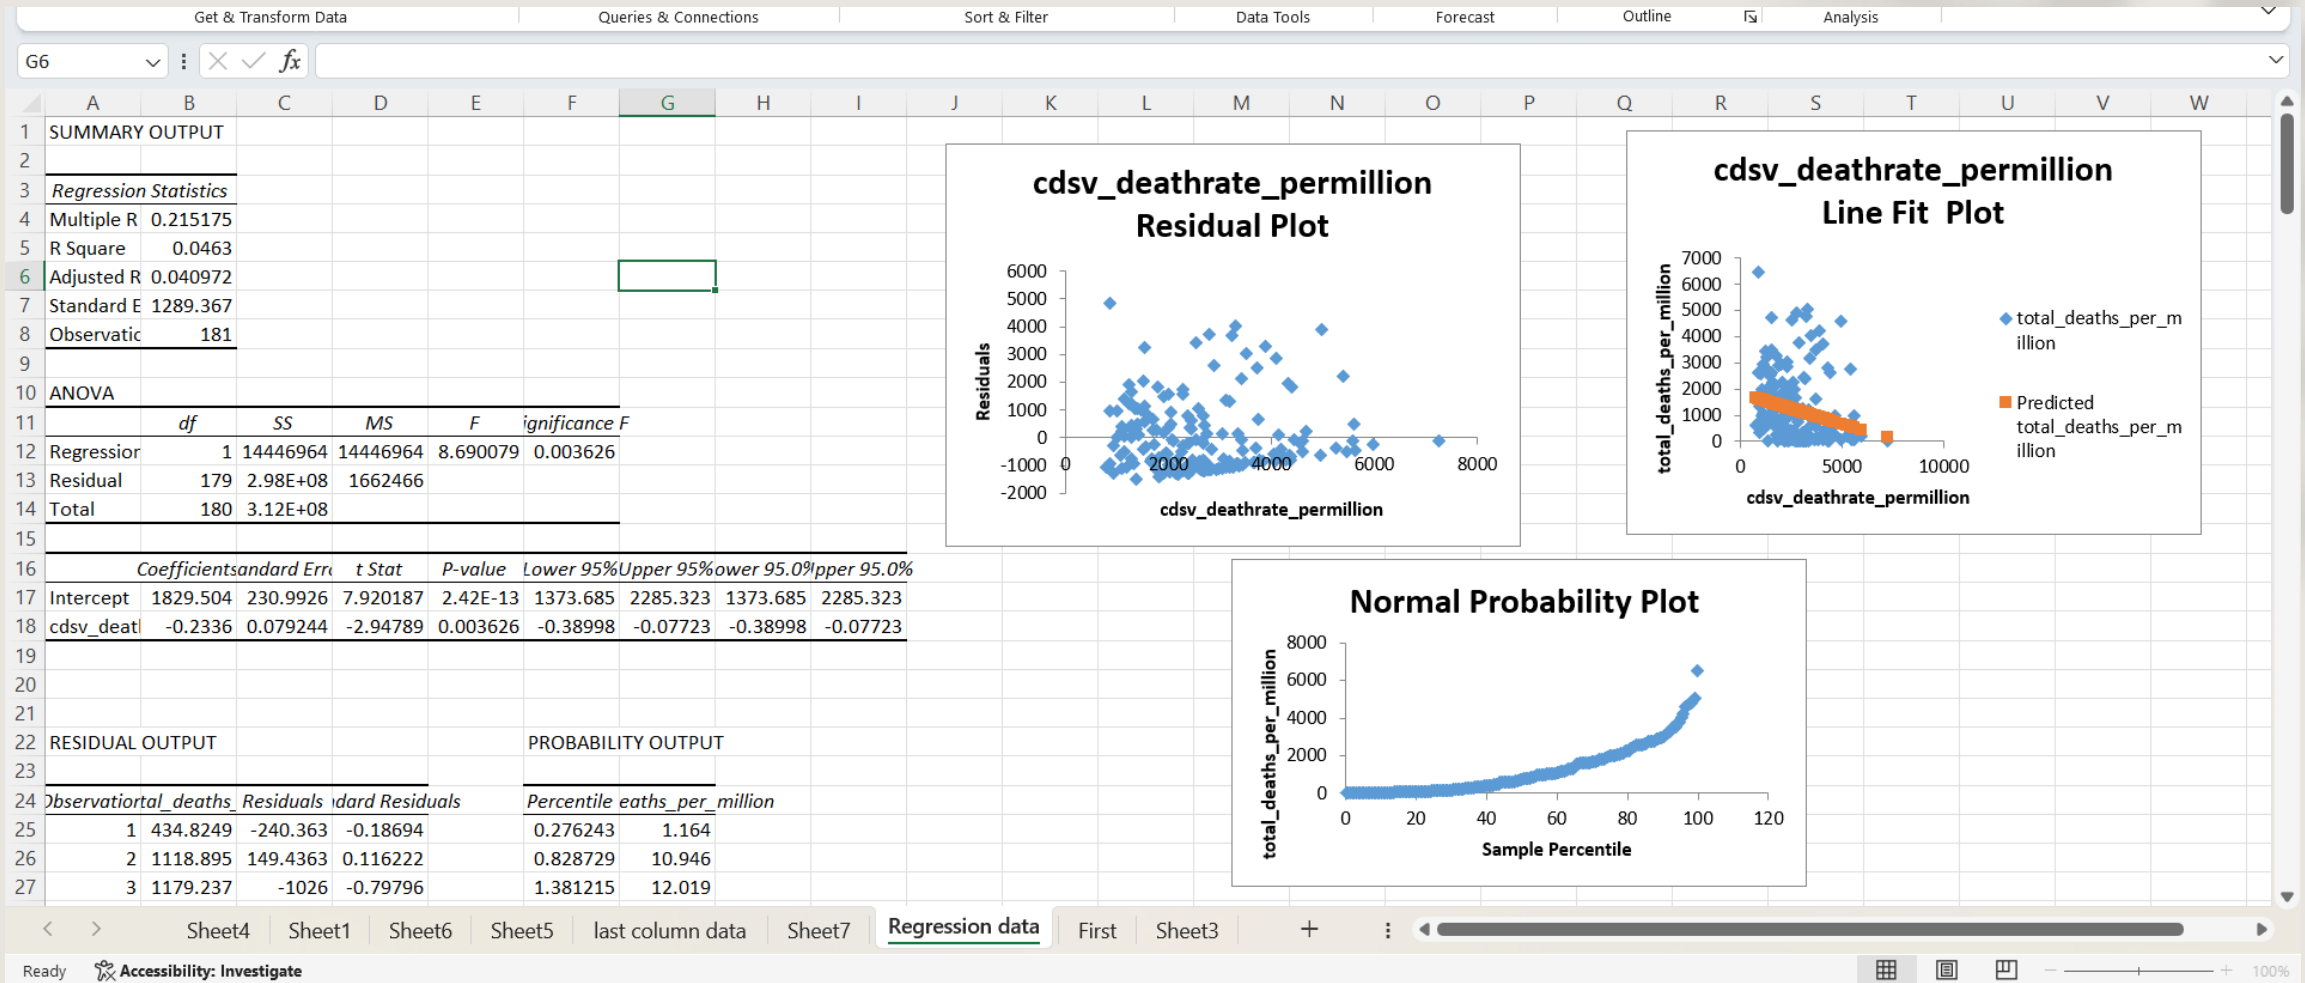 Get & Transform Data Queries & Connections Sort & Filter Data Tools Forecast Outline Analysis
G6 fx
A B C D E F G H I J K L M N O P Q R S T U V W
1 SUMMARY OUTPUT
2
3 Regression Statistics
4 Multiple R 0.215175
5 R Square 0.0463
6 Adjusted R 0.040972
7 Standard E 1289.367
8 Observatic 181
9
10 ANOVA
11 df SS MS F ignificance F
12 Regression 1 14446964 14446964 8.690079 0.003626
13 Residual 179 2.98E+08 1662466
14 Total 180 3.12E+08
15
16 Coefficients andard Erro t Stat P-value Lower 95% Upper 95% ower 95.0% Ipper 95.0%
17 Intercept 1829.504 230.9926 7.920187 2.42E-13 1373.685 2285.323 1373.685 2285.323
18 cdsv_deatl -0.2336 0.079244 -2.94789 0.003626 -0.38998 -0.07723 -0.38998 -0.07723
19
20
21
22 RESIDUAL OUTPUT PROBABILITY OUTPUT
23
24 Observation tal_deaths_ Residuals dard Residuals Percentile eaths_per_million
25 1 434.8249 -240.363 -0.18694 0.276243 1.164
26 2 1118.895 149.4363 0.116222 0.828729 10.946
27 3 1179.237 -1026 -0.79796 1.381215 12.019
cdsv_deathrate_permillion
Residual Plot
6000
5000
4000
3000
2000
1000
0
-1000
-2000
0 2000 4000 6000 8000
Residuals
cdsv_deathrate_permillion
cdsv_deathrate_permillion
Line Fit Plot
7000
6000
5000
4000
3000
2000
1000
0
0 5000 10000
total_deaths_per_million
cdsv_deathrate_permillion
total_deaths_per_m
illion
Predicted
total_deaths_per_m
illion
Normal Probability Plot
8000
6000
4000
2000
0
0 20 40 60 80 100 120
total_deaths_per_million
Sample Percentile
Sheet4 Sheet1 Sheet6 Sheet5 last column data Sheet7 Regression data First Sheet3
Ready Accessibility: Investigate 100%